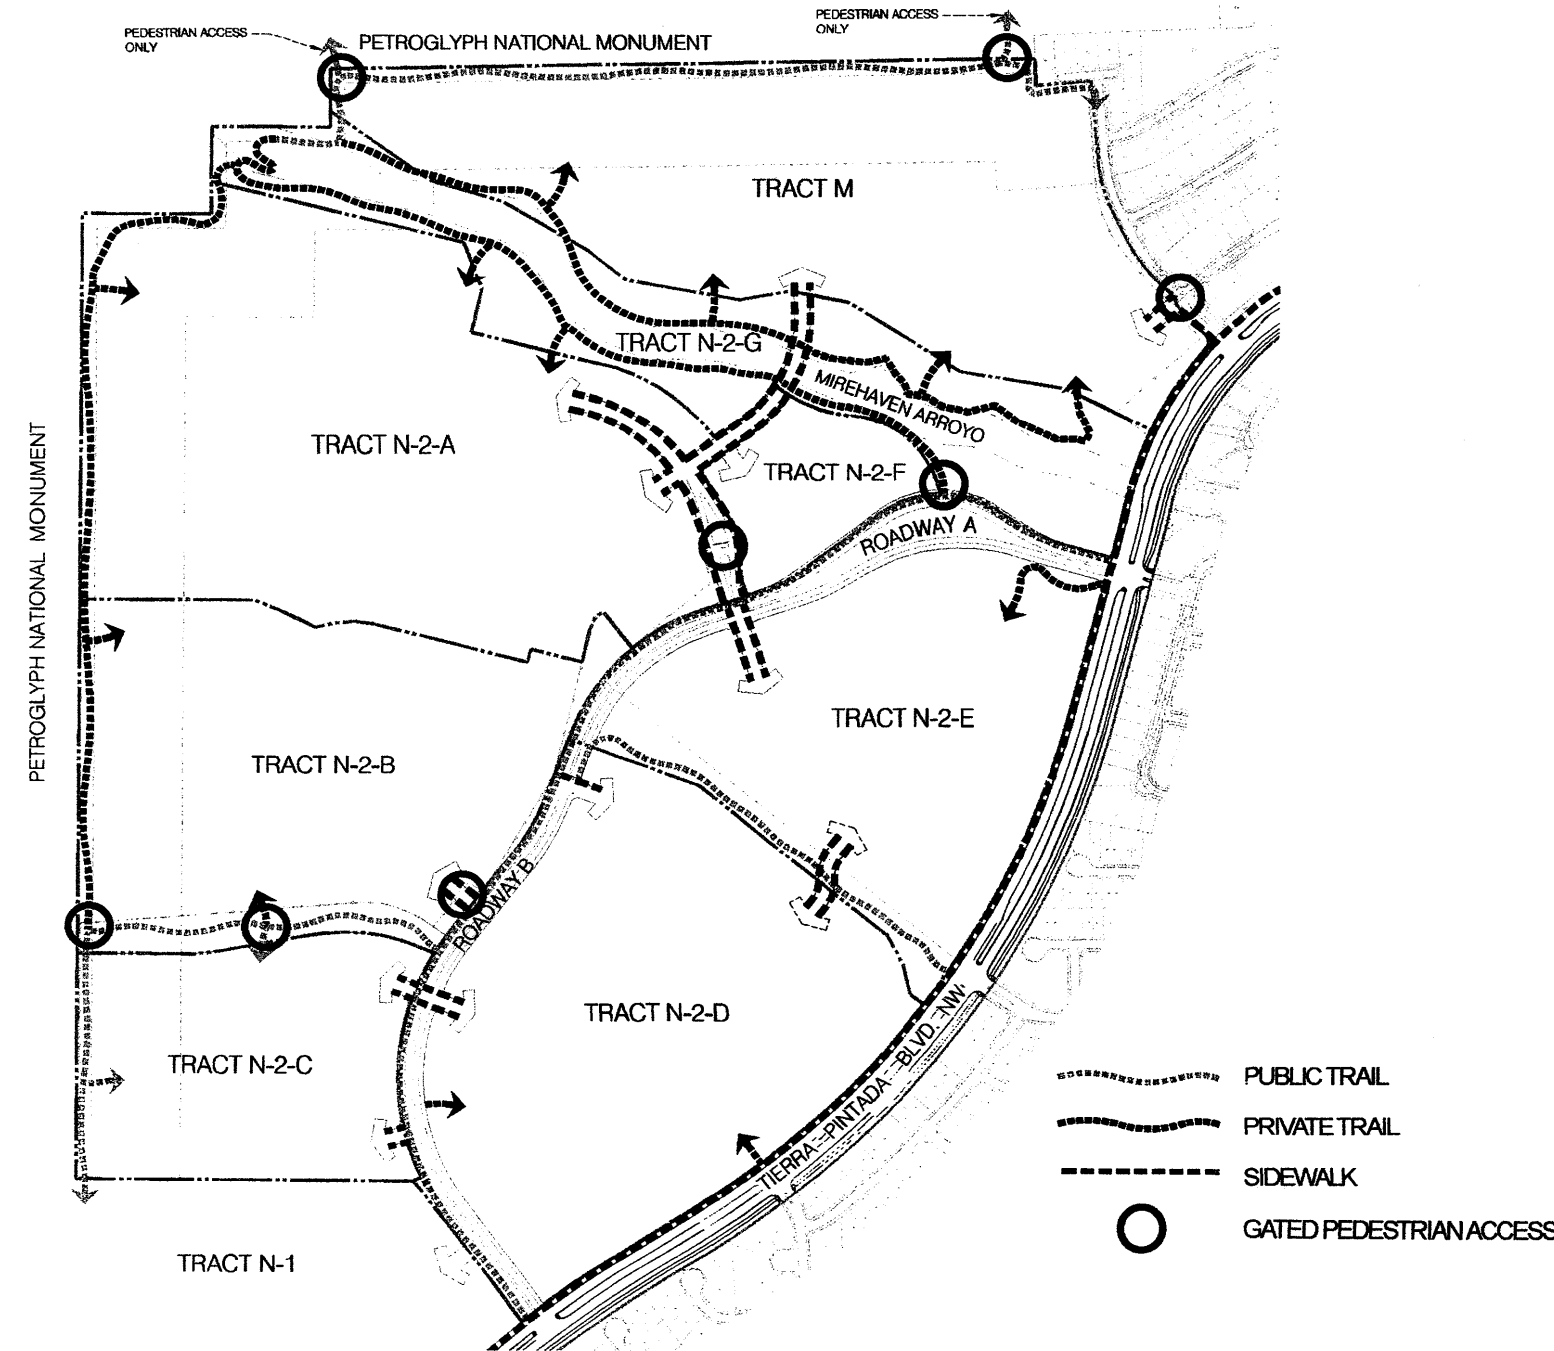 PEDESTRIAN ACCESS
ONLY
PETROGLYPH NATIONAL MONUMENT
PEDESTRIAN ACCESS
ONLY
TRACT M
TRACT N-2-G
MIREHAVEN ARROYO
TRACT N-2-A
TRACT N-2-F
ROADWAY A
PETROGLYPH NATIONAL MONUMENT
TRACT N-2-E
TRACT N-2-B
ROADWAY B
TRACT N-2-D
TRACT N-2-C
TIERRA PINTADA BLVD. NW
TRACT N-1
PUBLIC TRAIL
PRIVATE TRAIL
SIDEWALK
GATED PEDESTRIAN ACCESS